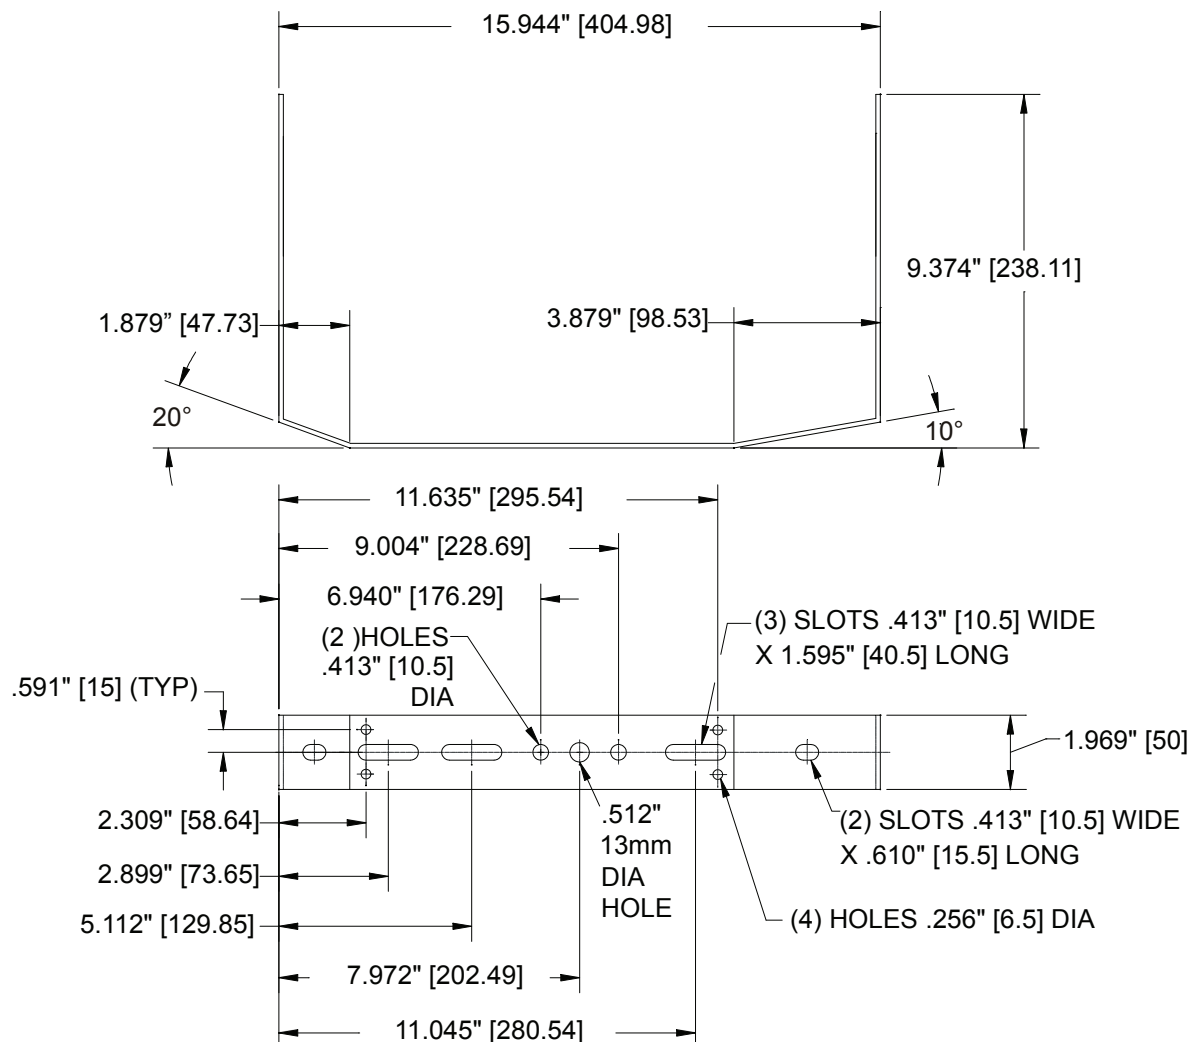 15.944" [404.98]
9.374" [238.11]
1.879” [47.73]
3.879" [98.53]
20°
10°
11.635" [295.54]
9.004" [228.69]
6.940" [176.29]
(2 )HOLES
.413" [10.5]
DIA
(3) SLOTS .413" [10.5] WIDE
X 1.595" [40.5] LONG
.591" [15] (TYP)
1.969" [50]
2.309" [58.64]
2.899" [73.65]
5.112" [129.85]
.512"
13mm
DIA
HOLE
(2) SLOTS .413" [10.5] WIDE
X .610" [15.5] LONG
(4) HOLES .256" [6.5] DIA
7.972" [202.49]
11.045" [280.54]